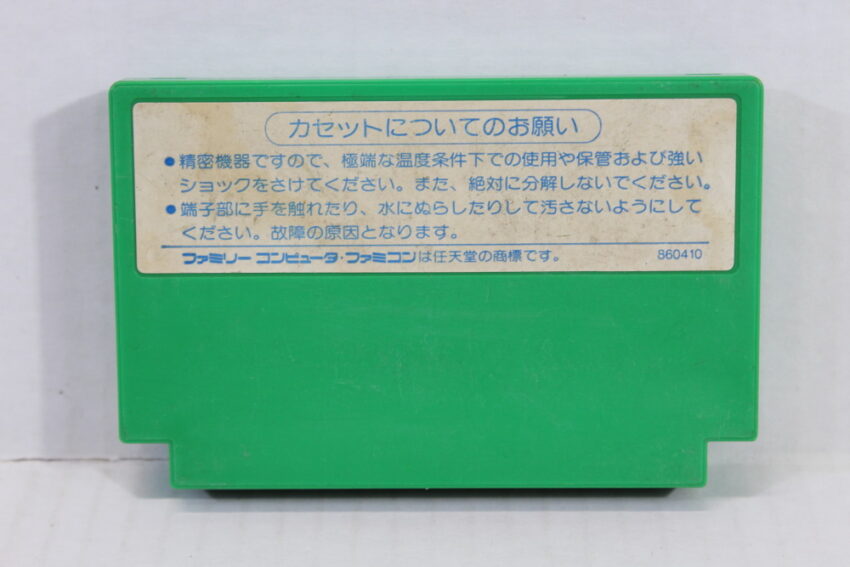 カセットについてのお願い
●精密機器ですので、極端な温度条件下での使用や保管および強い
ショックをさけてください。また、絶対に分解しないでください。
●端子部に手を触れたり、水にぬらしたりして汚さないようにして
ください。故障の原因となります。
ファミリーコンピュータ・ファミコンは任天堂の商標です。 860410